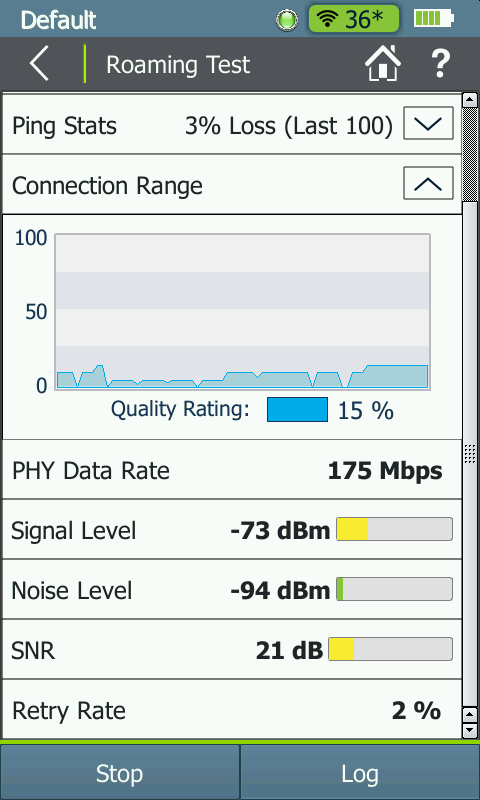 Default 36*
Roaming Test ?
Ping Stats 3% Loss (Last 100)
Connection Range
100
50
0
Quality Rating: 15 %
PHY Data Rate 175 Mbps
Signal Level -73 dBm
Noise Level -94 dBm
SNR 21 dB
Retry Rate 2 %
Stop Log